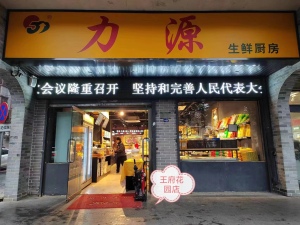 力源
生鲜厨房
会议隆重召开 坚持和完善人民代表大
王府花
园店